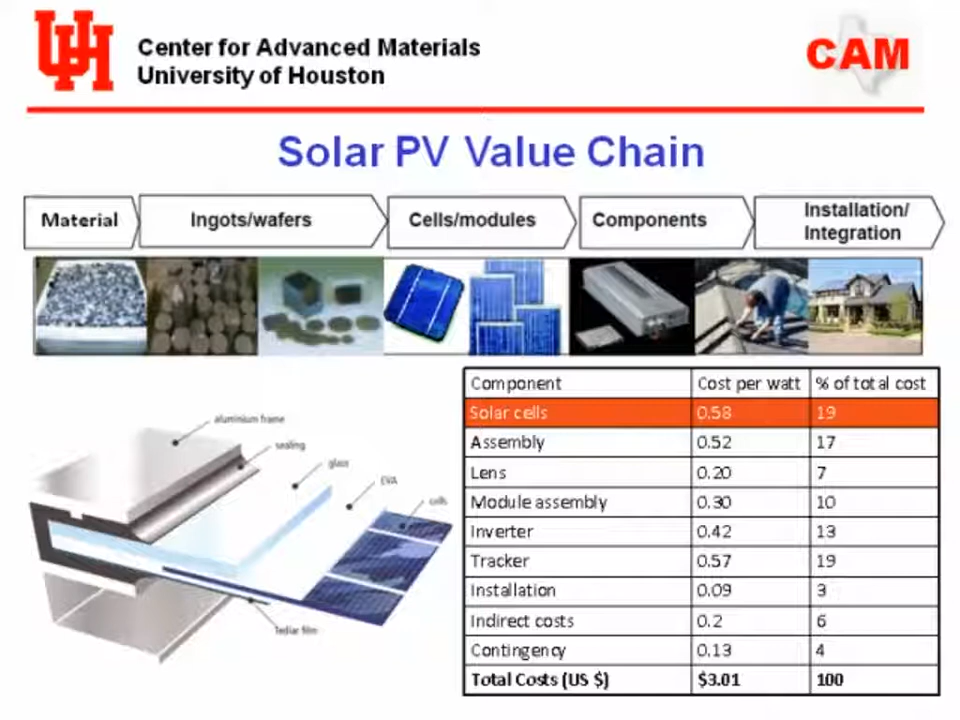 Center for Advanced Materials
University of Houston
CAM
Solar PV Value Chain
Material
Ingots/wafers
Cells/modules
Components
Installation/
Integration
aluminium frame
sealing
glass
EVA
cells
Tedlar film
Component Cost per watt % of total cost
Solar cells 0.58 19
Assembly 0.52 17
Lens 0.20 7
Module assembly 0.30 10
Inverter 0.42 13
Tracker 0.57 19
Installation 0.09 3
Indirect costs 0.2 6
Contingency 0.13 4
Total Costs (US $) $3.01 100